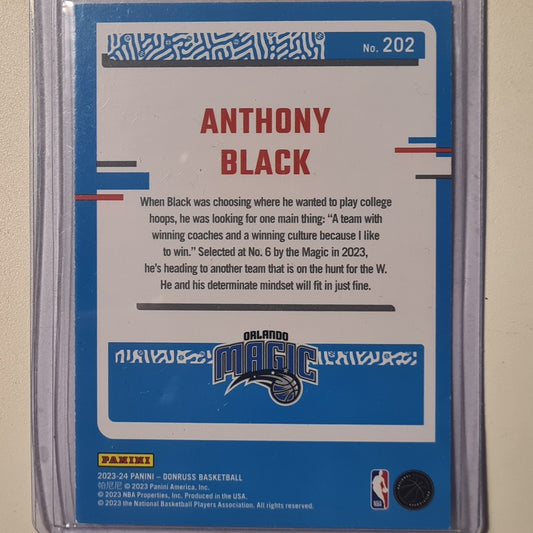 No. 202
ANTHONY
BLACK
When Black was choosing where he wanted to play college
hoops, he was looking for one main thing: “A team with
winning coaches and a winning culture because I like
to win.” Selected at No. 6 by the Magic in 2023,
he’s heading to another team that is on the hunt for the W.
He and his determinate mindset will fit in just fine.
ORLANDO
MAGIC
PANINI
2023-24 PANINI – DONRUSS BASKETBALL
帕尼尼 © 2023 Panini America, Inc.
© 2023 NBA Properties, Inc. Produced in the USA.
© 2023 the National Basketball Players Association. All rights reserved.
NBA